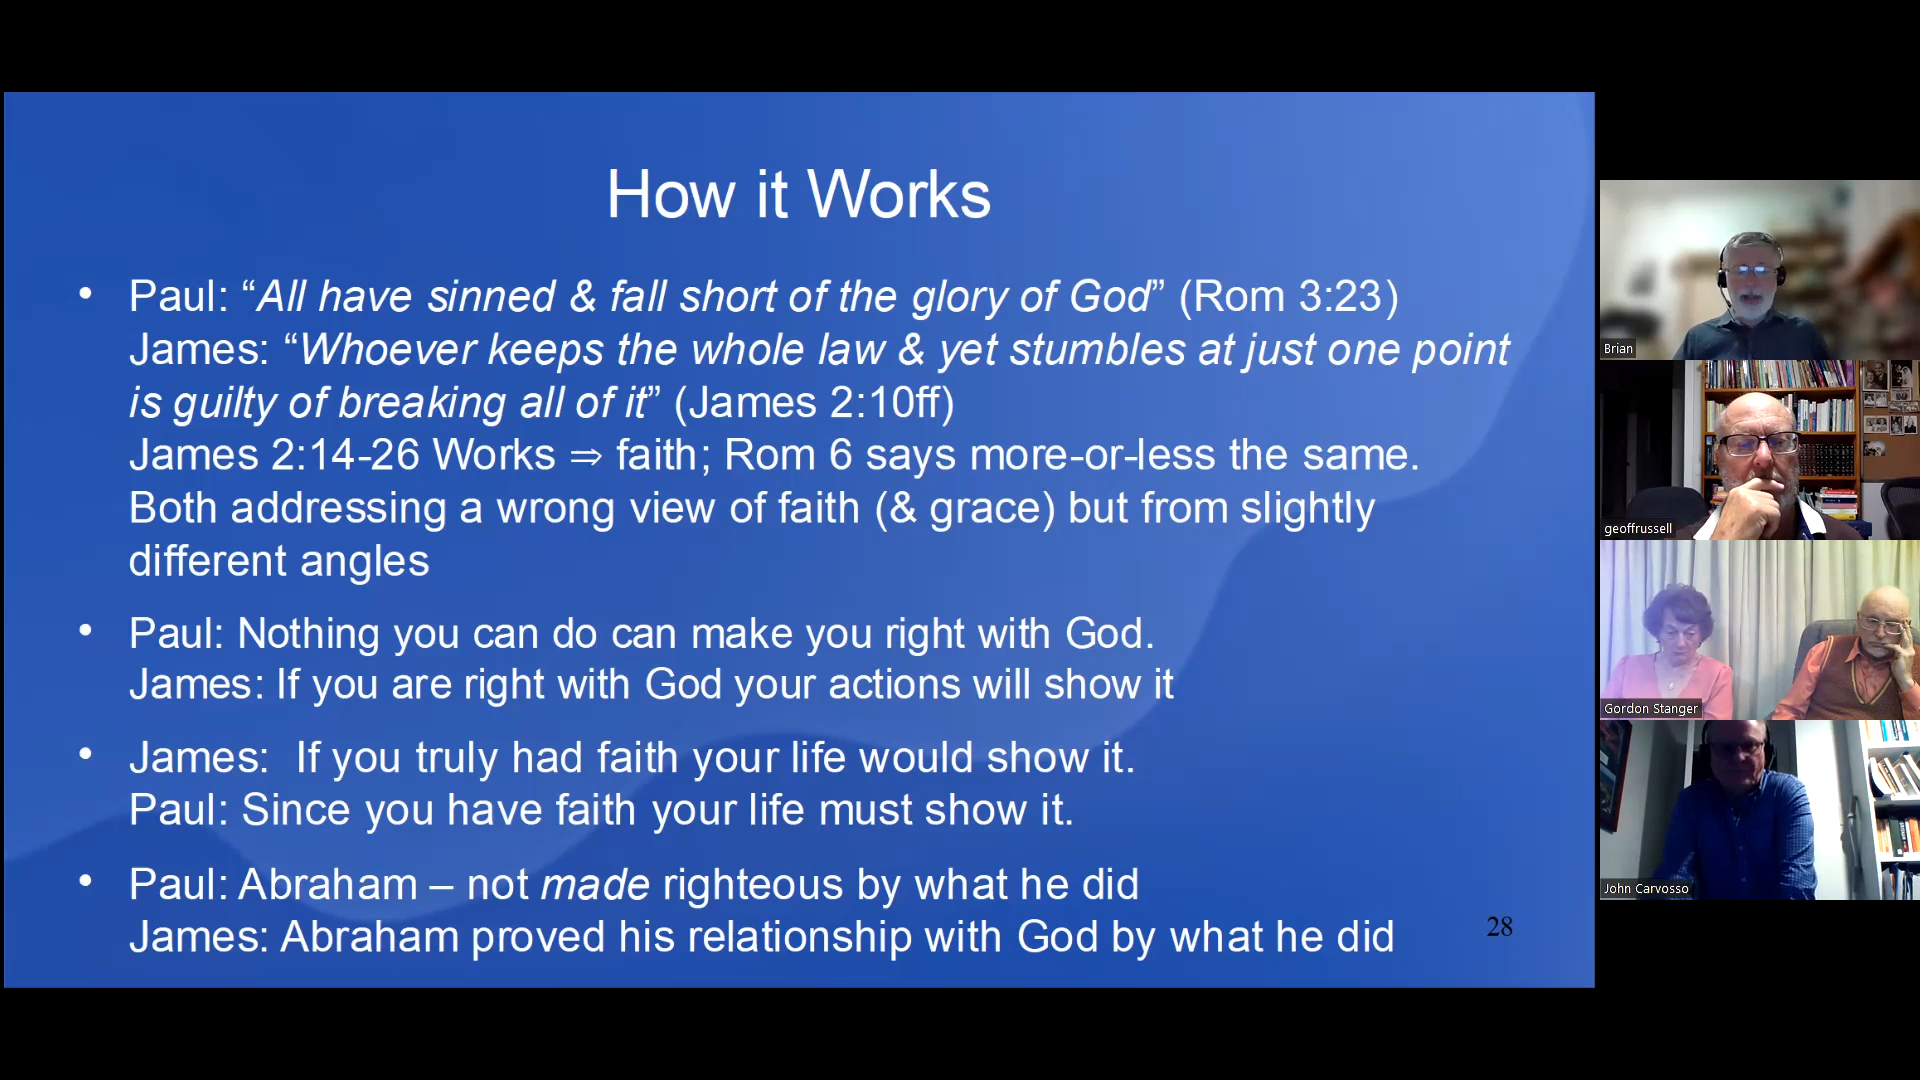 How it Works
• Paul: “All have sinned & fall short of the glory of God” (Rom 3:23)
James: “Whoever keeps the whole law & yet stumbles at just one point
is guilty of breaking all of it” (James 2:10ff)
James 2:14-26 Works ⇒ faith; Rom 6 says more-or-less the same.
Both addressing a wrong view of faith (& grace) but from slightly
different angles
• Paul: Nothing you can do can make you right with God.
James: If you are right with God your actions will show it
• James:  If you truly had faith your life would show it.
Paul: Since you have faith your life must show it.
• Paul: Abraham – not made righteous by what he did
James: Abraham proved his relationship with God by what he did
28
Brian
geoffrussell
Gordon Stanger
John Carvosso